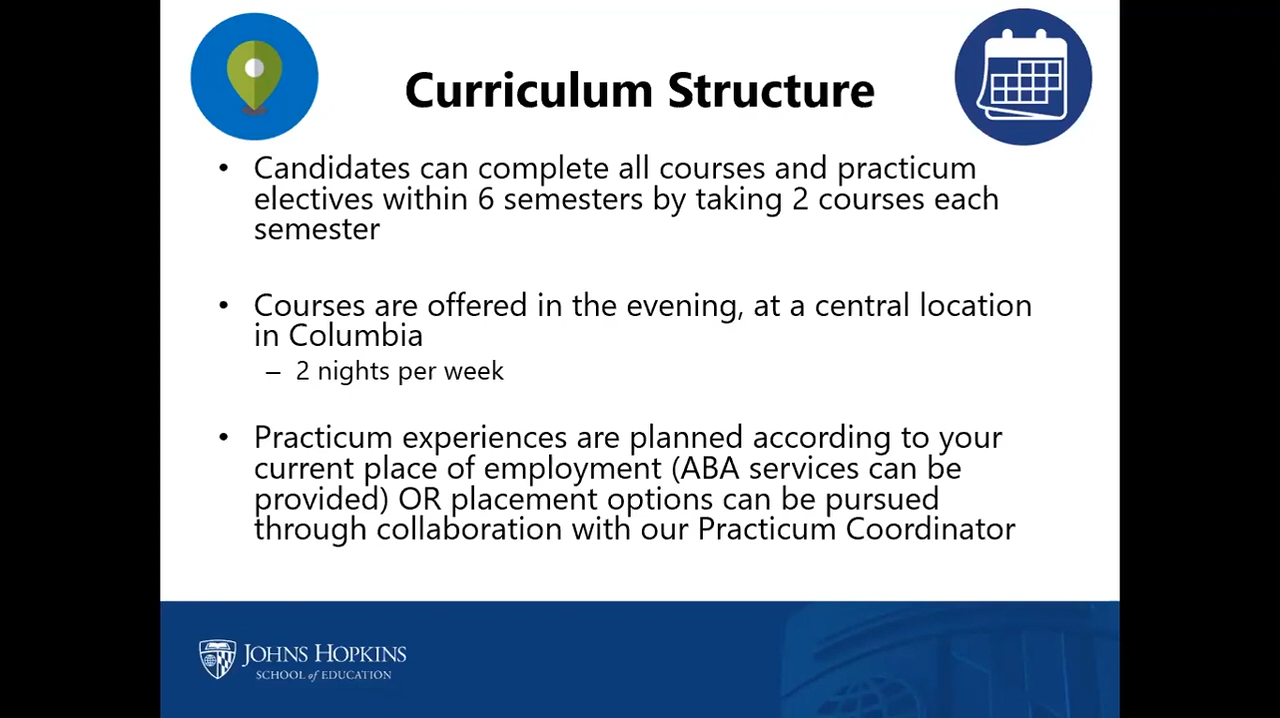 Curriculum Structure
• Candidates can complete all courses and practicum
electives within 6 semesters by taking 2 courses each
semester
• Courses are offered in the evening, at a central location
in Columbia
– 2 nights per week
• Practicum experiences are planned according to your
current place of employment (ABA services can be
provided) OR placement options can be pursued
through collaboration with our Practicum Coordinator
JOHNS HOPKINS
SCHOOL of EDUCATION